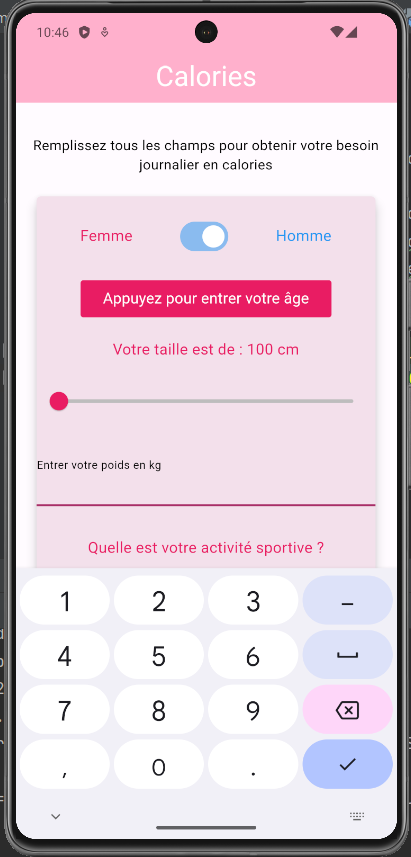 10:46
Calories
Remplissez tous les champs pour obtenir votre besoin
journalier en calories
Femme
Homme
Appuyez pour entrer votre âge
Votre taille est de : 100 cm
Entrer votre poids en kg
Quelle est votre activité sportive ?
1 2 3 –
4 5 6
7 8 9
, 0 .